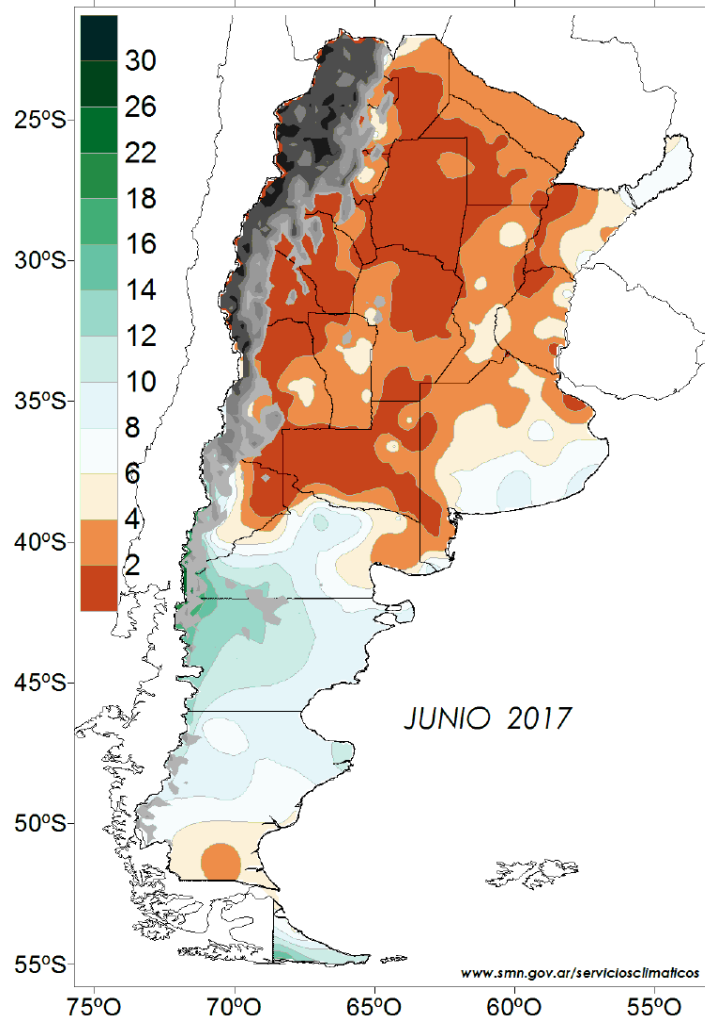 30
26
22
18
16
14
12
10
8
6
4
2
25ºS
30ºS
35ºS
40ºS
45ºS
50ºS
55ºS
JUNIO 2017
www.smn.gov.ar/serviciosclimaticos
75ºO 70ºO 65ºO 60ºO 55ºO